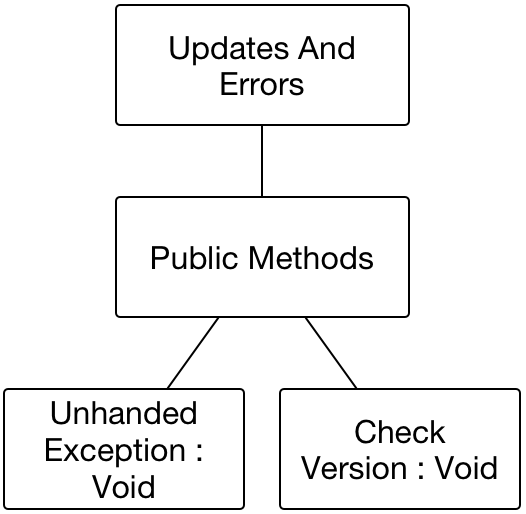 Updates And
Errors
Public Methods
Unhanded
Exception :
Void
Check
Version : Void